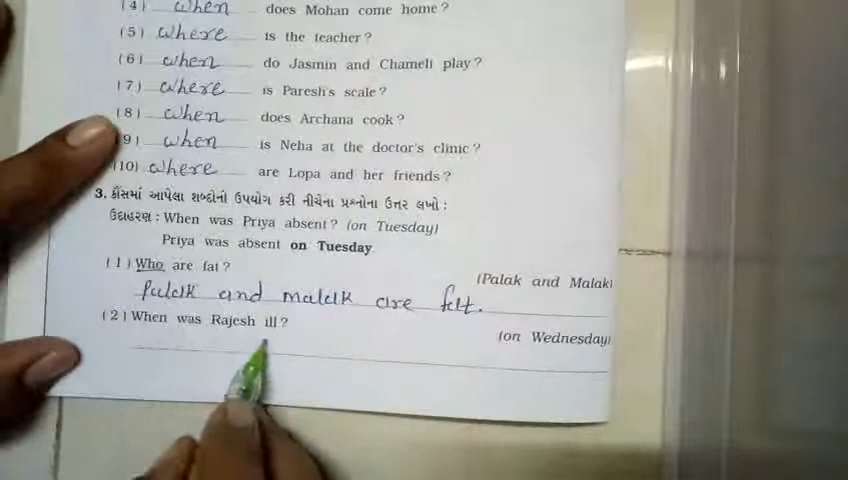 (4) when does Mohan come home?
(5) where is the teacher?
(6) when do Jasmin and Chameli play?
(7) where is Paresh's scale?
(8) when does Archana cook?
9) when is Neha at the doctor's clinic?
(10) where are Lopa and her friends?
3. કૌંસમાં આપેલા શબ્દોનો ઉપયોગ કરી નીચેના પ્રશ્નોના ઉત્તર લખો :
ઉદાહરણ : When was Priya absent? (on Tuesday)
Priya was absent on Tuesday.
(1) Who are fat? (Palak and Malak)
Palak and malak are fat.
(2) When was Rajesh ill? (on Wednesday)